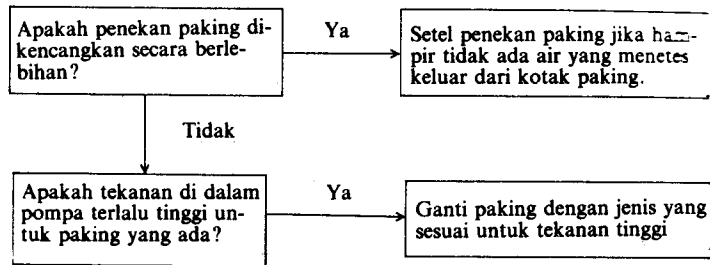 Apakah penekan paking di-
kencangkan secara berle-
bihan?
Ya
Setel penekan paking jika ham-
pir tidak ada air yang menetes
keluar dari kotak paking.
Tidak
Apakah tekanan di dalam
pompa terlalu tinggi un-
tuk paking yang ada?
Ya
Ganti paking dengan jenis yang
sesuai untuk tekanan tinggi